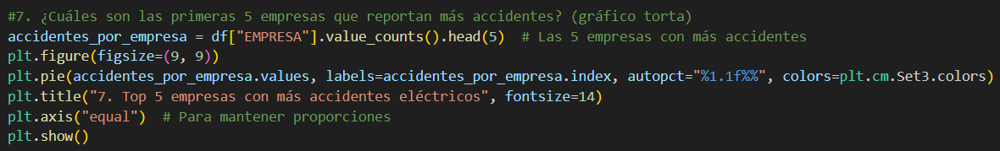 #7. ¿Cuáles son las primeras 5 empresas que reportan más accidentes? (gráfico torta)
accidentes_por_empresa = df["EMPRESA"].value_counts().head(5)  # Las 5 empresas con más accidentes
plt.figure(figsize=(9, 9))
plt.pie(accidentes_por_empresa.values, labels=accidentes_por_empresa.index, autopct="%1.1f%%", colors=plt.cm.Set3.colors)
plt.title("7. Top 5 empresas con más accidentes eléctricos", fontsize=14)
plt.axis("equal")  # Para mantener proporciones
plt.show()